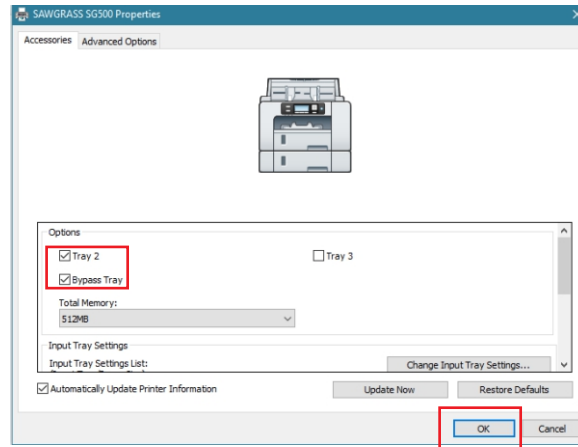 SAWGRASS SG500 Properties
Accessories Advanced Options
Options
Tray 2 Tray 3
Bypass Tray
Total Memory:
512MB
Input Tray Settings
Input Tray Settings List: Change Input Tray Settings...
Automatically Update Printer Information Update Now Restore Defaults
OK Cancel